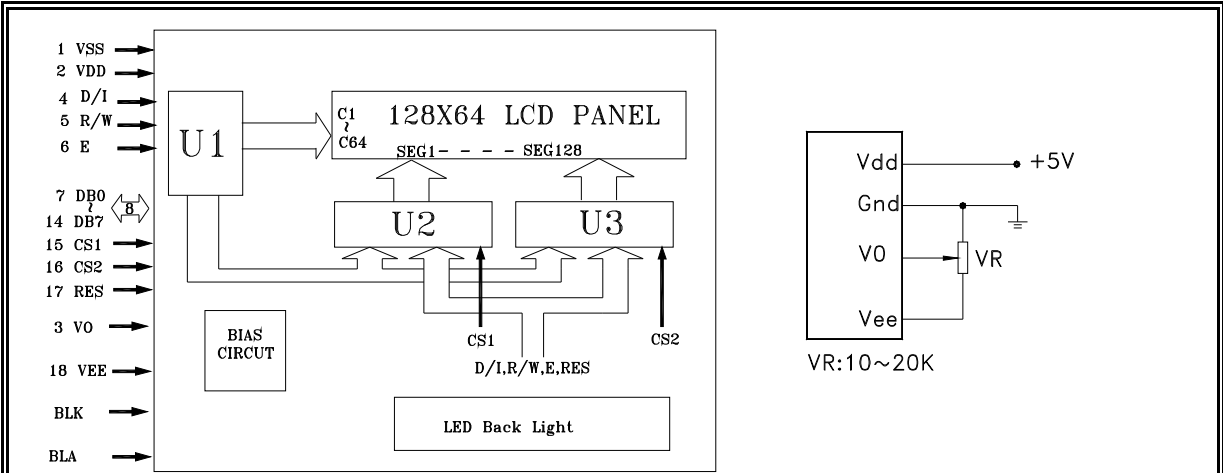 1 VSS
2 VDD
4 D/I
5 R/W
6 E
7 DB0
~
8
14 DB7
15 CS1
16 CS2
17 RES
3 VO
18 VEE
BLK
BLA
U1
C1
~
C64
128X64 LCD PANEL
SEG1- - - - SEG128
U2
U3
CS1
CS2
D/I,R/W,E,RES
BIAS
CIRCUT
LED Back Light
Vdd
+5V
Gnd
V0
VR
Vee
VR:10~20K